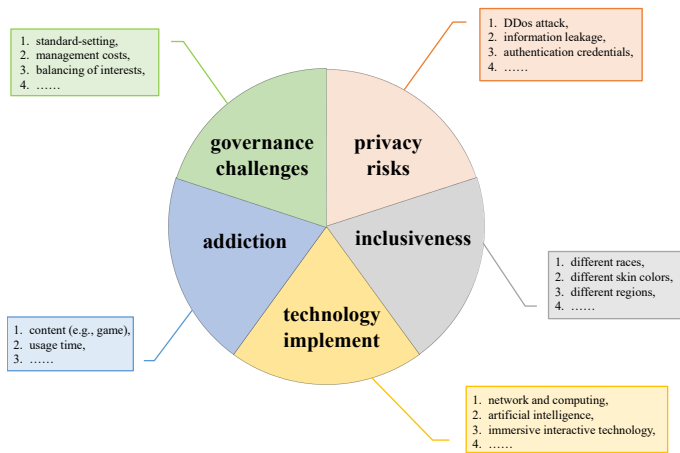 1. standard-setting,
2. management costs,
3. balancing of interests,
4. ……
1. DDos attack,
2. information leakage,
3. authentication credentials,
4. ……
governance
challenges
privacy
risks
addiction
inclusiveness
technology
implement
1. different races,
2. different skin colors,
3. different regions,
4. ……
1. content (e.g., game),
2. usage time,
3. ……
1. network and computing,
2. artificial intelligence,
3. immersive interactive technology,
4. ……